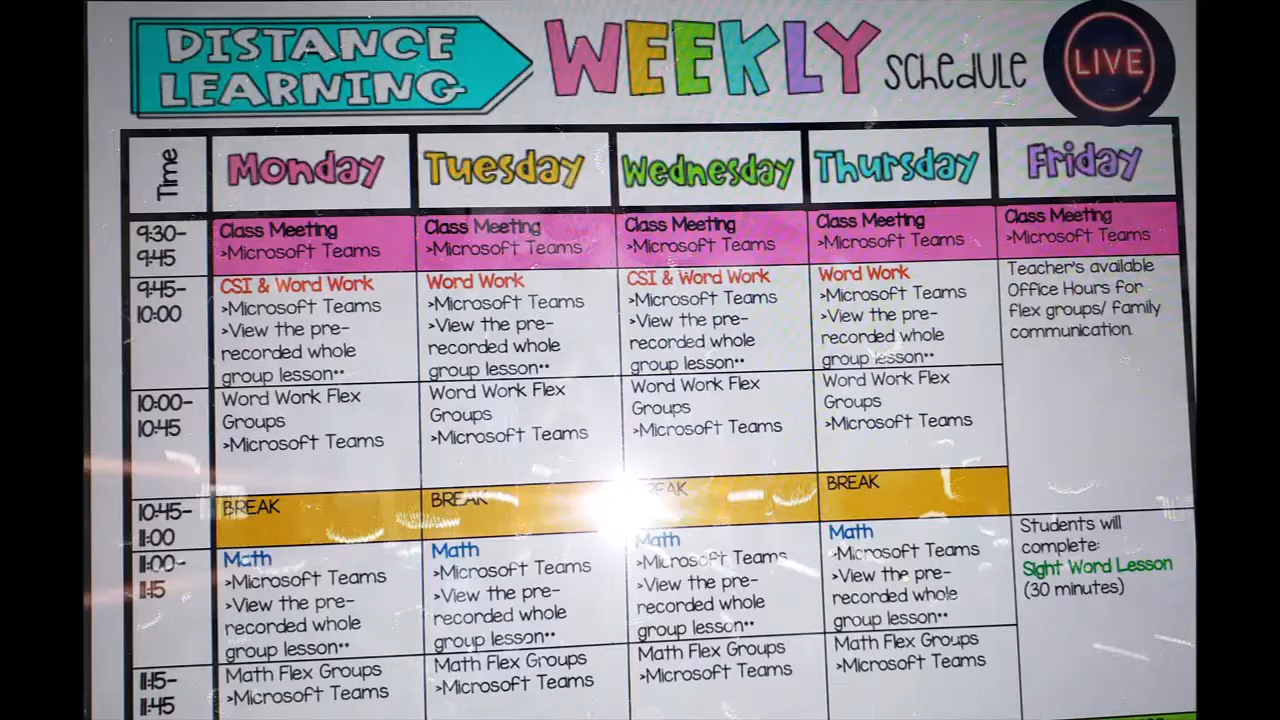 DISTANCE
LEARNING
WEEKLY SCHEDULE
LIVE
Time
Monday
Tuesday
Wednesday
Thursday
Friday
9:30-
9:45
Class Meeting
>Microsoft Teams
Class Meeting
>Microsoft Teams
Class Meeting
>Microsoft Teams
Class Meeting
>Microsoft Teams
Class Meeting
>Microsoft Teams
9:45-
10:00
CSI & Word Work
>Microsoft Teams
>View the pre-
recorded whole
group lesson**
Word Work
>Microsoft Teams
>View the pre-
recorded whole
group lesson**
CSI & Word Work
>Microsoft Teams
>View the pre-
recorded whole
group lesson**
Word Work
>Microsoft Teams
>View the pre-
recorded whole
group lesson**
Teacher's available
Office Hours for
flex groups/ family
communication.
10:00-
10:45
Word Work Flex
Groups
>Microsoft Teams
Word Work Flex
Groups
>Microsoft Teams
Word Work Flex
Groups
>Microsoft Teams
Word Work Flex
Groups
>Microsoft Teams
10:45-
11:00
BREAK
BREAK
BREAK
BREAK
11:00-
11:15
Math
>Microsoft Teams
>View the pre-
recorded whole
group lesson**
Math
>Microsoft Teams
>View the pre-
recorded whole
group lesson**
Math
>Microsoft Teams
>View the pre-
recorded whole
group lesson**
Math
>Microsoft Teams
>View the pre-
recorded whole
group lesson**
Students will
complete:
Sight Word Lesson
(30 minutes)
11:15-
11:45
Math Flex Groups
>Microsoft Teams
Math Flex Groups
>Microsoft Teams
Math Flex Groups
>Microsoft Teams
Math Flex Groups
>Microsoft Teams